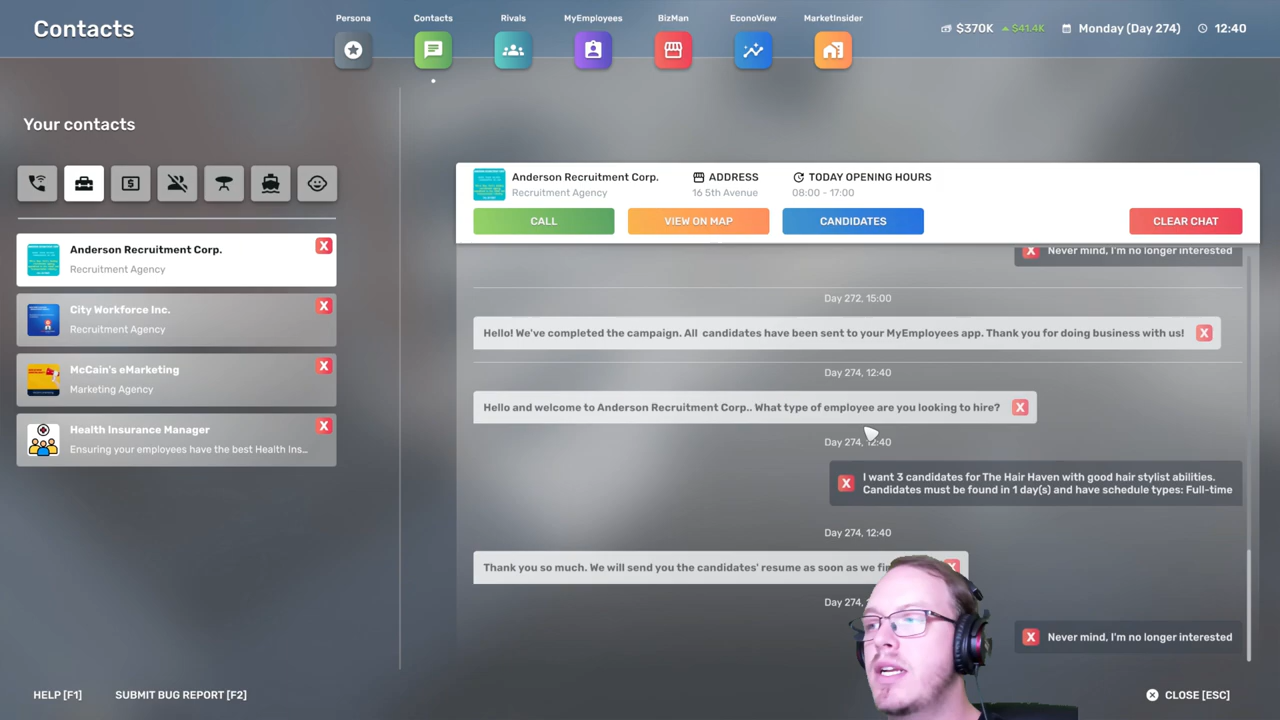 Contacts
Persona
Contacts
Rivals
MyEmployees
BizMan
EconoView
MarketInsider
$370K
$41.4K
Monday (Day 274)
12:40
Your contacts
Anderson Recruitment Corp.
Recruitment Agency
X
City Workforce Inc.
Recruitment Agency
X
McCain's eMarketing
Marketing Agency
X
Health Insurance Manager
Ensuring your employees have the best Health Ins...
X
Anderson Recruitment Corp.
Recruitment Agency
ADDRESS
16 5th Avenue
TODAY OPENING HOURS
08:00 - 17:00
CALL
VIEW ON MAP
CANDIDATES
CLEAR CHAT
X Never mind, I'm no longer interested
Day 272, 15:00
Hello! We've completed the campaign. All candidates have been sent to your MyEmployees app. Thank you for doing business with us! X
Day 274, 12:40
Hello and welcome to Anderson Recruitment Corp.. What type of employee are you looking to hire? X
Day 274, 12:40
X I want 3 candidates for The Hair Haven with good hair stylist abilities.
Candidates must be found in 1 day(s) and have schedule types: Full-time
Day 274, 12:40
Thank you so much. We will send you the candidates' resume as soon as we
Day 274,
X Never mind, I'm no longer interested
HELP [F1]
SUBMIT BUG REPORT [F2]
CLOSE [ESC]